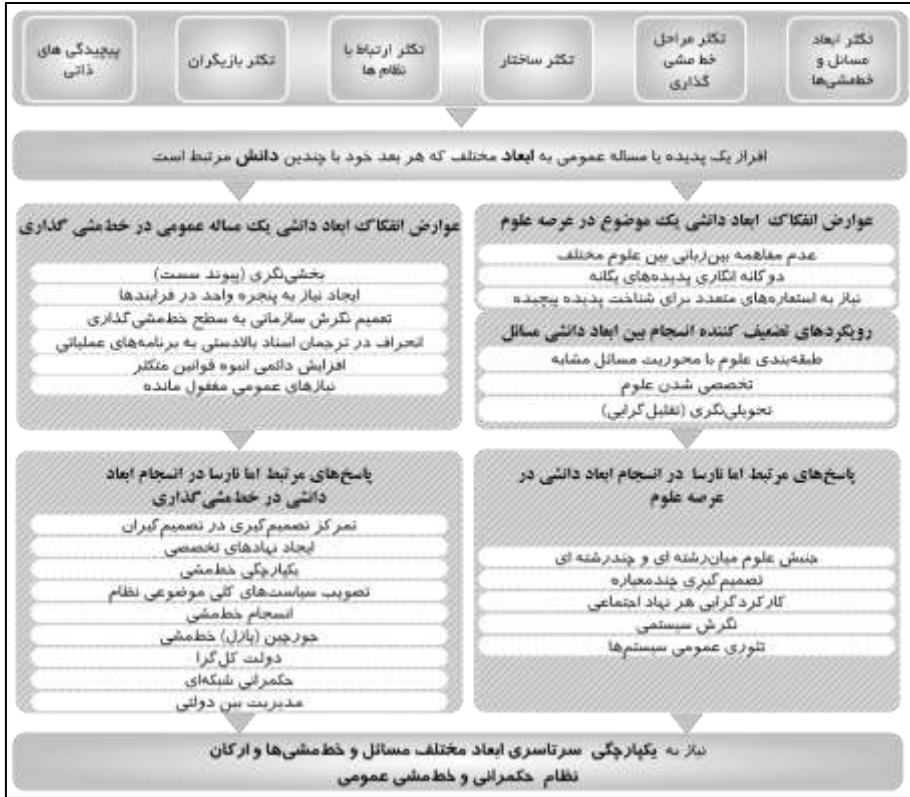 تکثر ابعاد
مسائل و
خط‌مشی‌ها
تکثر مراحل
خط مشی
گذاری
تکثر ساختار
تکثر ارتباط با
نظام ها
تکثر بازیگران
پیچیدگی های
ذاتی
افراز یک پدیده یا مساله عمومی به ابعاد مختلف که هر بعد خود با چندین دانش مرتبط است
عوارض انفکاک ابعاد دانشی یک موضوع در عرصه علوم
عدم مفاهمه بین‌زبانی بین علوم مختلف
دوگانه انگاری پدیده‌های یگانه
نیاز به استعاره‌های متعدد برای شناخت پدیده پیچیده
رویکردهای تضعیف کننده انسجام بین ابعاد دانشی مسائل
طبقه‌بندی علوم با محوریت مسائل مشابه
تخصصی شدن علوم
تحویلی‌نگری (تقلیل‌گرایی)
عوارض انفکاک ابعاد دانشی یک مساله عمومی در خط‌مشی گذاری
بخشی‌نگری (پیوند سست)
ایجاد نیاز به پنجره واحد در فرایندها
تعمیم نگرش سازمانی به سطح خط‌مشی‌گذاری
انحراف در ترجمان اسناد بالادستی به برنامه‌های عملیاتی
افزایش دائمی انبوه قوانین متکثر
نیازهای عمومی مغفول مانده
پاسخ‌های مرتبط اما نارسا در انسجام ابعاد دانشی در
عرصه علوم
جنبش علوم میان‌رشته ای و چندرشته ای
تصمیم‌گیری چندمعیاره
کارکردگرایی هر نهاد اجتماعی
نگرش سیستمی
تئوری عمومی سیستم‌ها
پاسخ‌های مرتبط اما نارسا در انسجام ابعاد
دانشی در خط‌مشی‌گذاری
تمرکز تصمیم‌گیری در تصمیم‌گیران
ایجاد نهادهای تخصصی
یکپارچگی خط‌مشی
تصویب سیاست‌های کلی موضوعی نظام
انسجام خط‌مشی
جورچین (پازل) خط‌مشی
دولت کل‌گرا
حکمرانی شبکه‌ای
مدیریت بین دولتی
نیاز به یکپارچگی سرتاسری ابعاد مختلف مسائل و خط‌مشی‌ها و ارکان
نظام حکمرانی و خط‌مشی عمومی